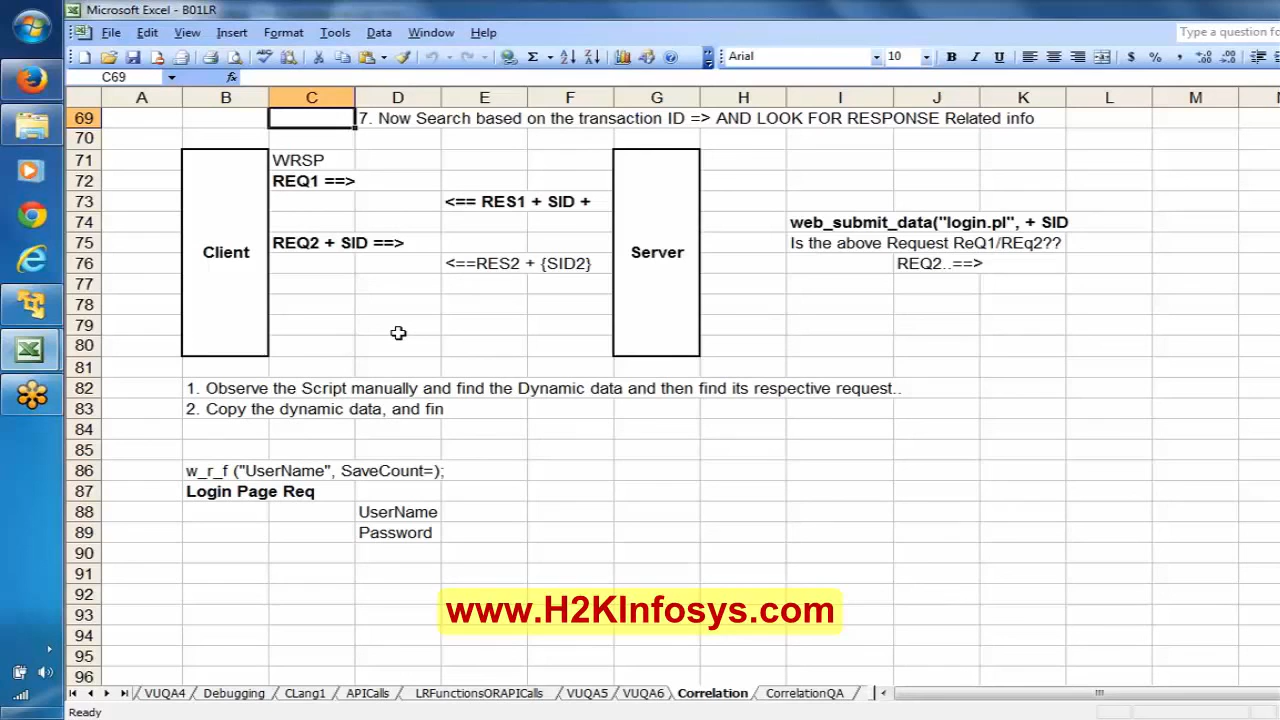 Microsoft Excel - B01LR
File Edit View Insert Format Tools Data Window Help
Type a question fo
Arial 10 B I U $ %
C69 fx
A B C D E F G H I J K L M
69 7. Now Search based on the transaction ID => AND LOOK FOR RESPONSE Related info
70
71 WRSP
72 REQ1 ==>
73 <== RES1 + SID +
74 web_submit_data("login.pl", + SID
75 Client REQ2 + SID ==> Server Is the above Request ReQ1/REq2??
76 <==RES2 + {SID2} REQ2..==>
77
78
79
80
81
82 1. Observe the Script manually and find the Dynamic data and then find its respective request..
83 2. Copy the dynamic data, and fin
84
85
86 w_r_f ("UserName", SaveCount=);
87 Login Page Req
88 UserName
89 Password
90
91
92
93
94
95
96
www.H2KInfosys.com
VUQA4 Debugging CLang1 APICalls LRFunctionsORAPICalls VUQA5 VUQA6 Correlation CorrelationQA
Ready